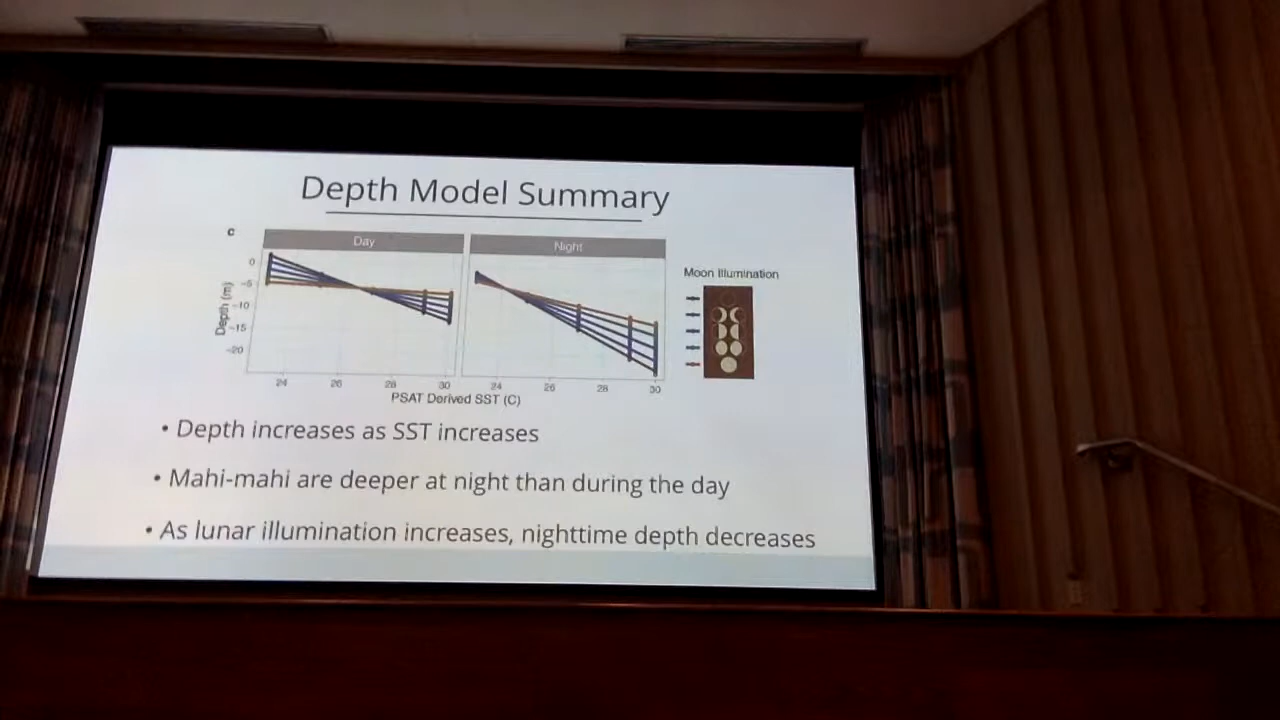 Depth Model Summary
c
Day
Night
0
-5
-10
-15
-20
Depth (m)
24
26
28
30
24
26
28
30
PSAT Derived SST (C)
Moon Illumination
• Depth increases as SST increases
• Mahi-mahi are deeper at night than during the day
• As lunar illumination increases, nighttime depth decreases